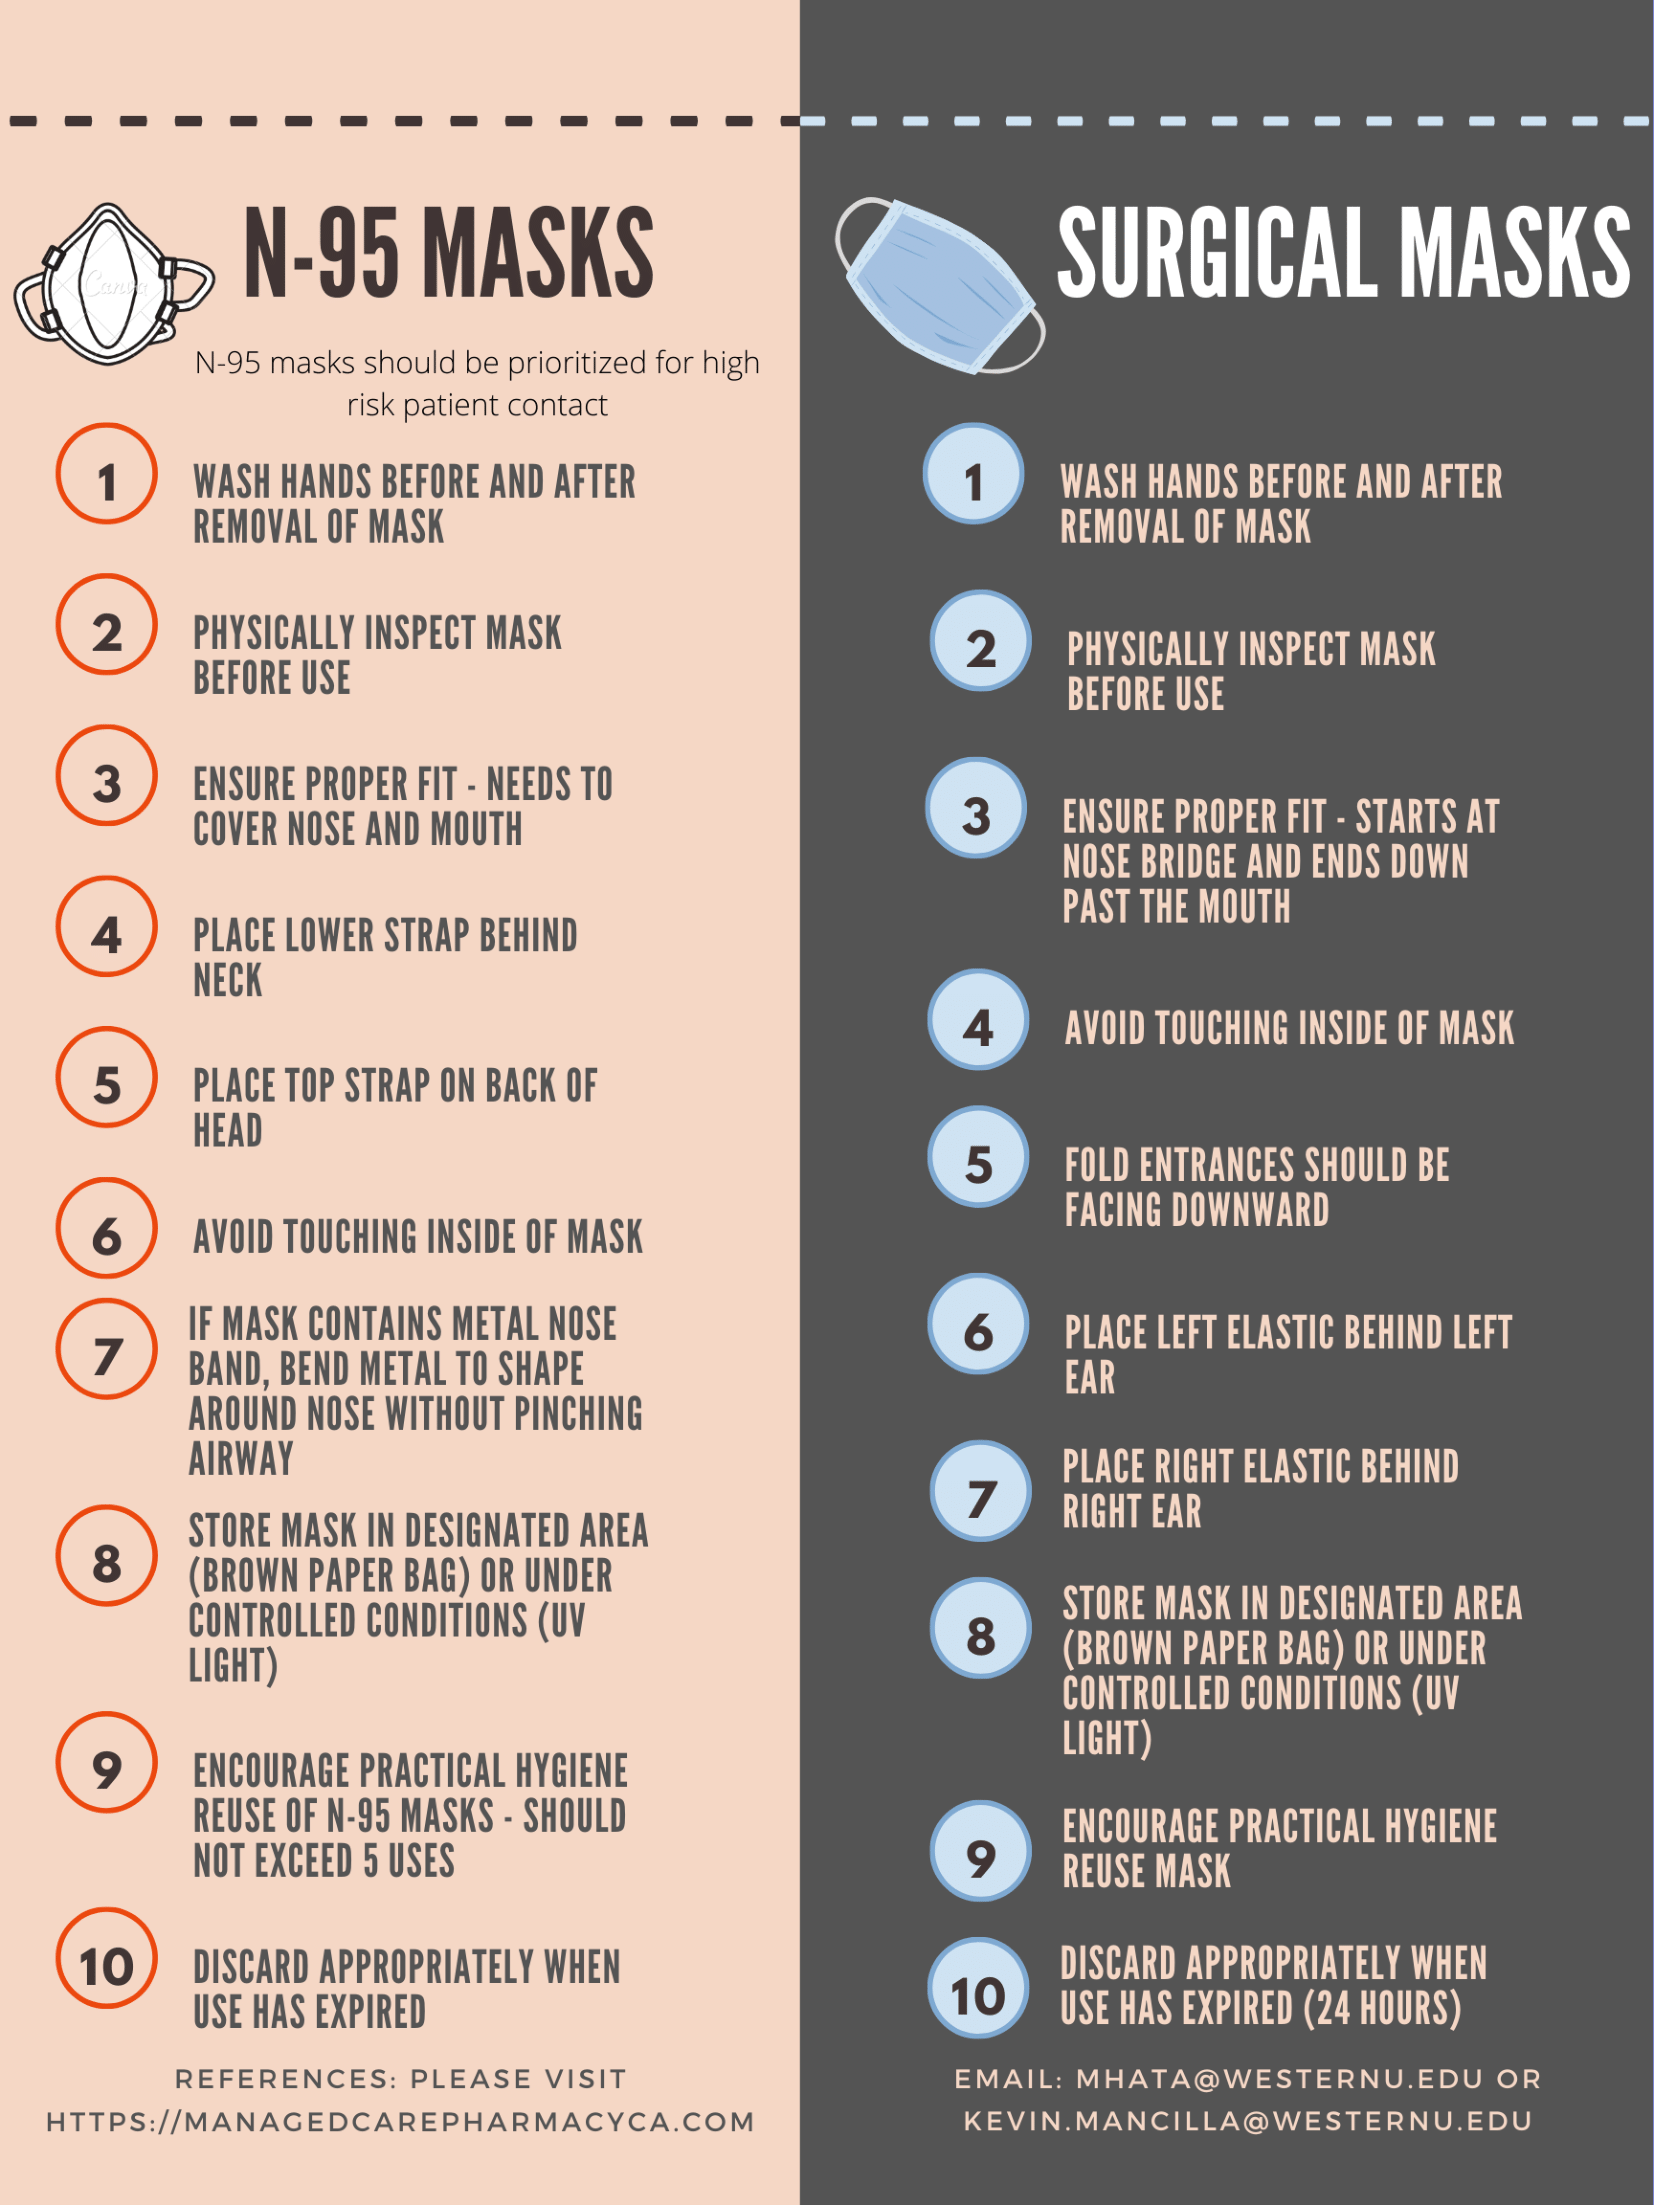 N-95 MASKS
N-95 masks should be prioritized for high
risk patient contact
1
WASH HANDS BEFORE AND AFTER
REMOVAL OF MASK
2
PHYSICALLY INSPECT MASK
BEFORE USE
3
ENSURE PROPER FIT - NEEDS TO
COVER NOSE AND MOUTH
4
PLACE LOWER STRAP BEHIND
NECK
5
PLACE TOP STRAP ON BACK OF
HEAD
6
AVOID TOUCHING INSIDE OF MASK
7
IF MASK CONTAINS METAL NOSE
BAND, BEND METAL TO SHAPE
AROUND NOSE WITHOUT PINCHING
AIRWAY
8
STORE MASK IN DESIGNATED AREA
(BROWN PAPER BAG) OR UNDER
CONTROLLED CONDITIONS (UV
LIGHT)
9
ENCOURAGE PRACTICAL HYGIENE
REUSE OF N-95 MASKS - SHOULD
NOT EXCEED 5 USES
10
DISCARD APPROPRIATELY WHEN
USE HAS EXPIRED
REFERENCES: PLEASE VISIT
HTTPS://MANAGEDCAREPHARMACYCA.COM
Canva
SURGICAL MASKS
1
WASH HANDS BEFORE AND AFTER
REMOVAL OF MASK
2
PHYSICALLY INSPECT MASK
BEFORE USE
3
ENSURE PROPER FIT - STARTS AT
NOSE BRIDGE AND ENDS DOWN
PAST THE MOUTH
4
AVOID TOUCHING INSIDE OF MASK
5
FOLD ENTRANCES SHOULD BE
FACING DOWNWARD
6
PLACE LEFT ELASTIC BEHIND LEFT
EAR
7
PLACE RIGHT ELASTIC BEHIND
RIGHT EAR
8
STORE MASK IN DESIGNATED AREA
(BROWN PAPER BAG) OR UNDER
CONTROLLED CONDITIONS (UV
LIGHT)
9
ENCOURAGE PRACTICAL HYGIENE
REUSE MASK
10
DISCARD APPROPRIATELY WHEN
USE HAS EXPIRED (24 HOURS)
EMAIL: MHATA@WESTERNU.EDU OR
KEVIN.MANCILLA@WESTERNU.EDU